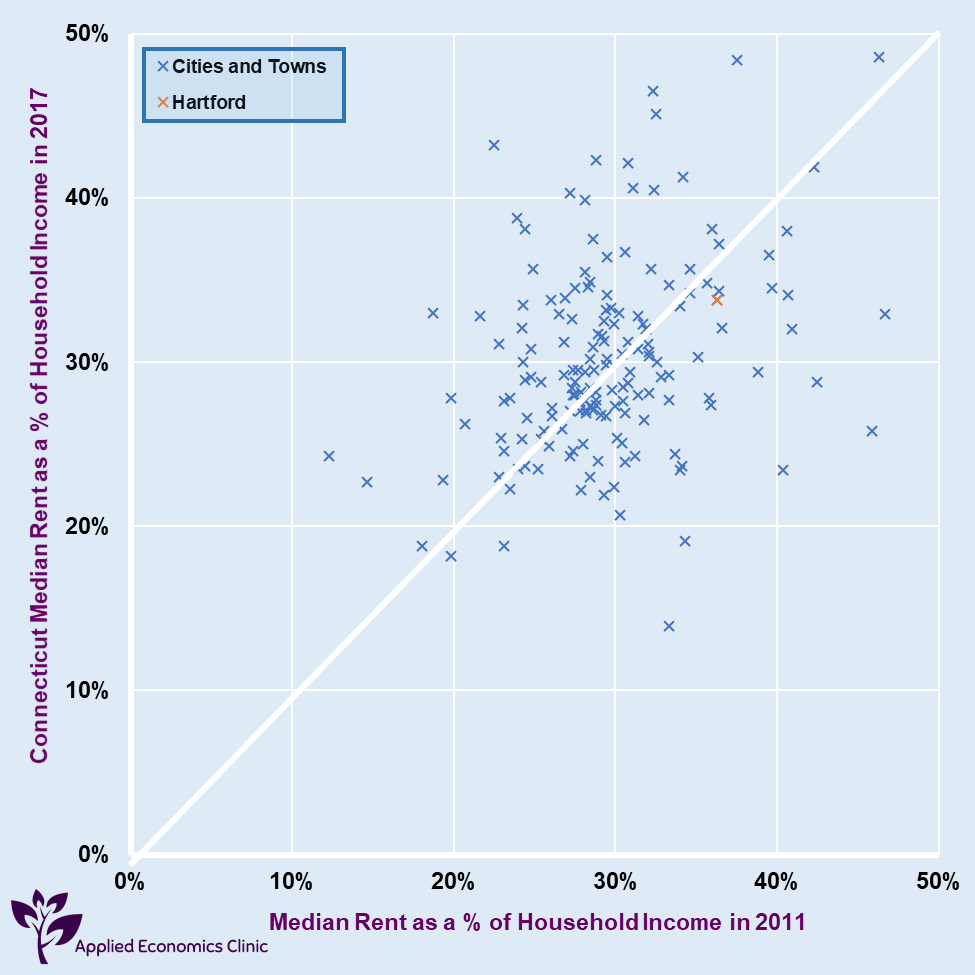 50%
40%
30%
20%
10%
0%
Connecticut Median Rent as a % of Household Income in 2017
Cities and Towns
Hartford
0% 10% 20% 30% 40% 50%
Median Rent as a % of Household Income in 2011
Applied Economics Clinic